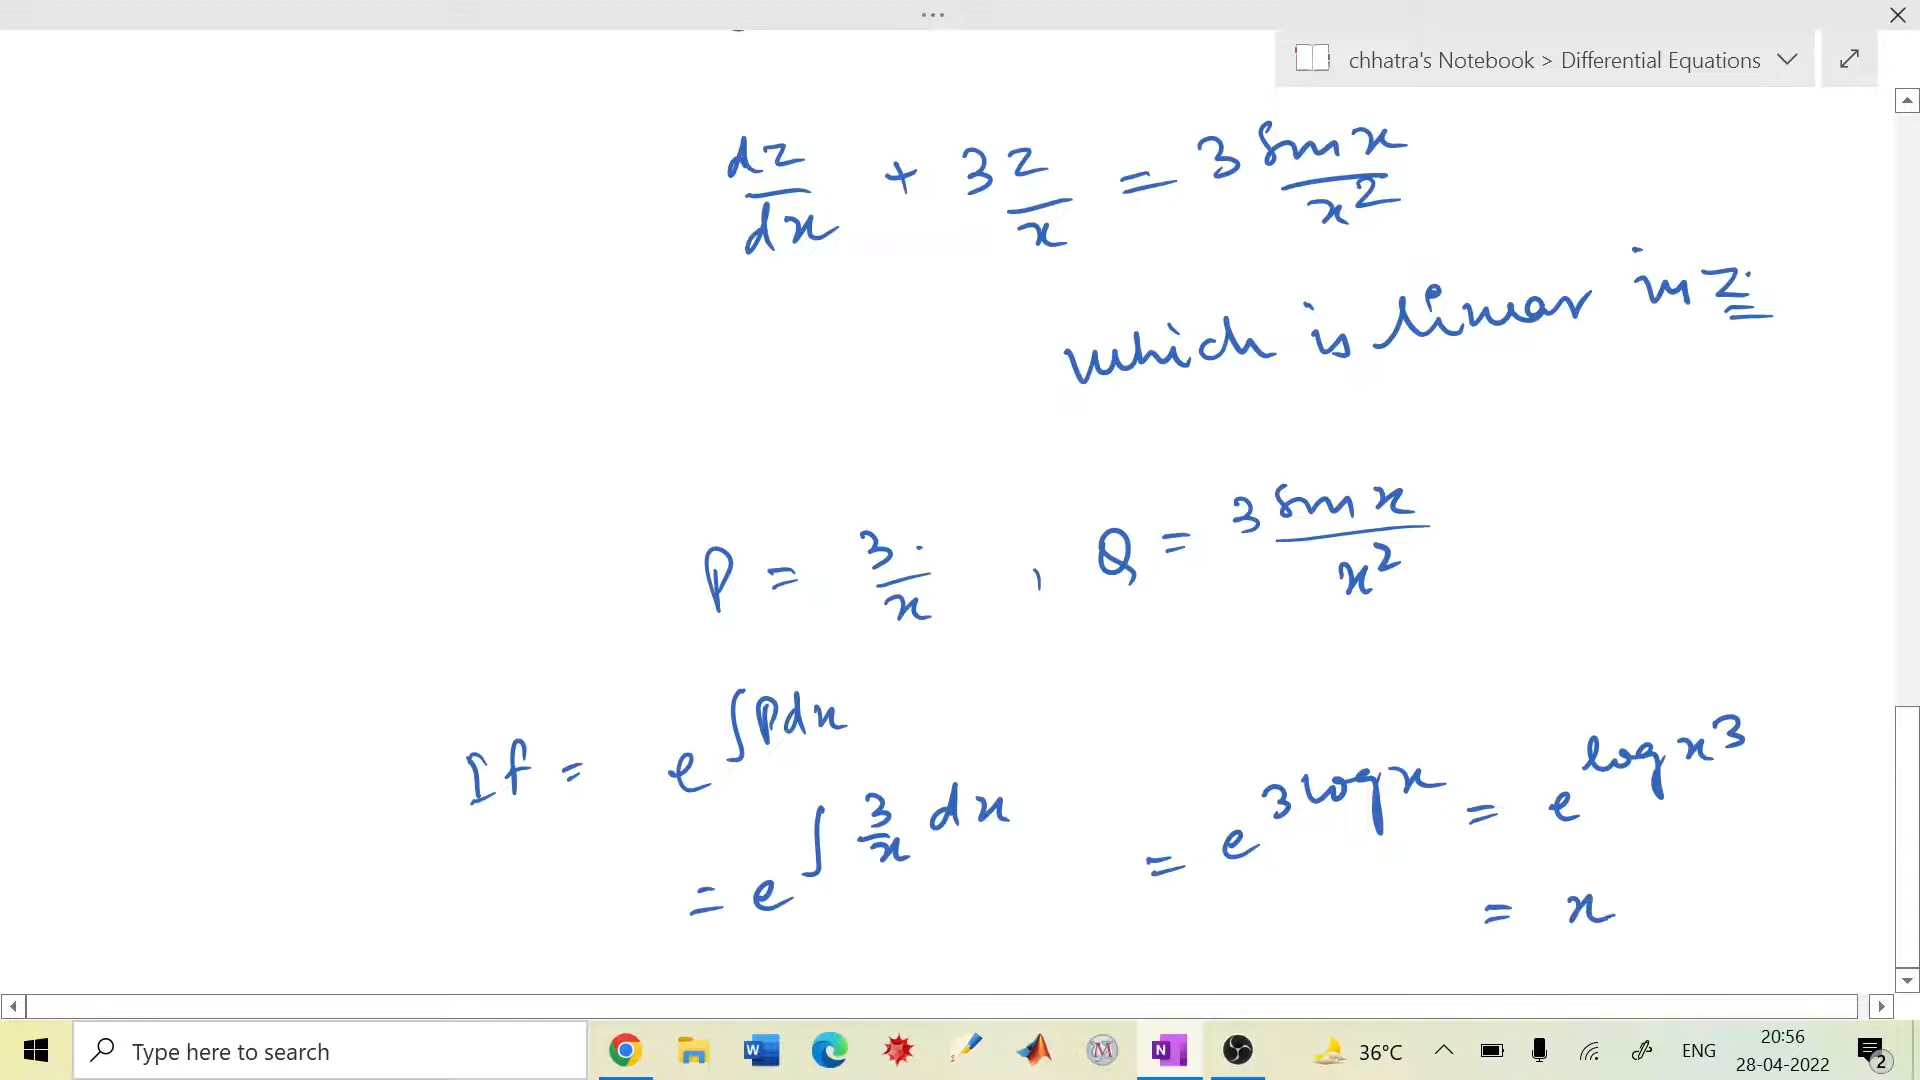 ...
chhatra's Notebook > Differential Equations
dz/dx + 3z/x = 3 sin x/x²
which is linear in z.
P = 3/x , Q = 3 sin x/x²
If = e^∫Pdx
= e^∫3/x dx = e^3logx = e^logx³
= x
Type here to search
36°C ENG 20:56
28-04-2022 2